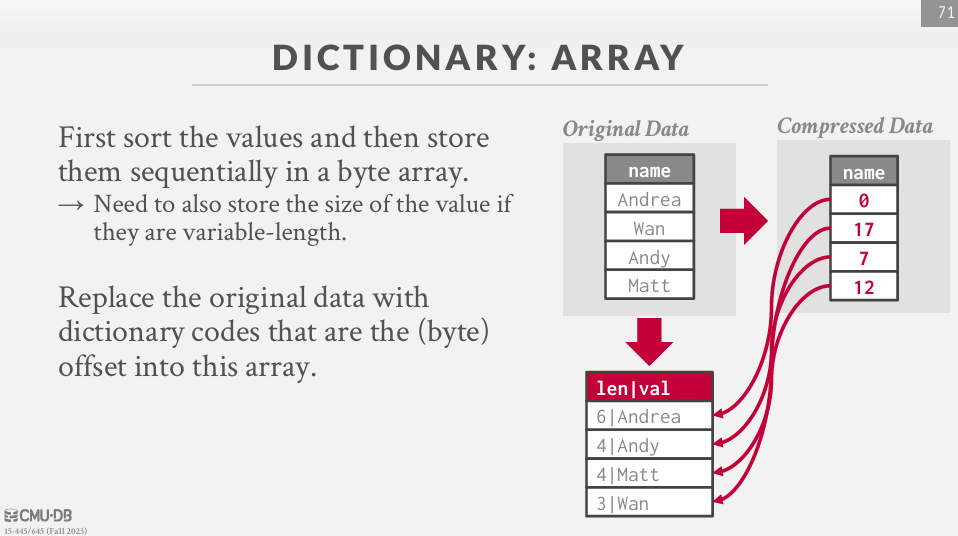 71
DICTIONARY: ARRAY
First sort the values and then store
them sequentially in a byte array.
→ Need to also store the size of the value if
they are variable-length.
Replace the original data with
dictionary codes that are the (byte)
offset into this array.
Original Data
name
Andrea
Wan
Andy
Matt
Compressed Data
name
0
17
7
12
len|val
6|Andrea
4|Andy
4|Matt
3|Wan
CMU·DB
15-445/645 (Fall 2023)